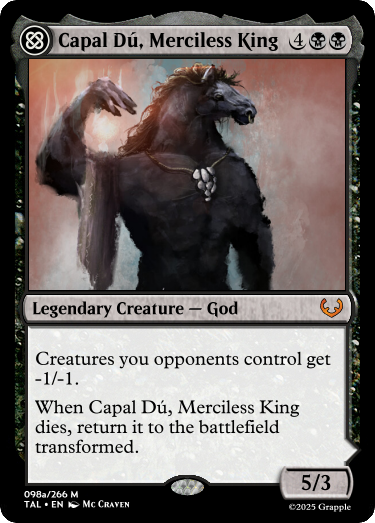 Capal Dú, Merciless King 4
Legendary Creature — God
Creatures you opponents control get
-1/-1.
When Capal Dú, Merciless King
dies, return it to the battlefield
transformed.
5/3
098a/266 M
TAL • EN Mc Craven
©2025 Grapple